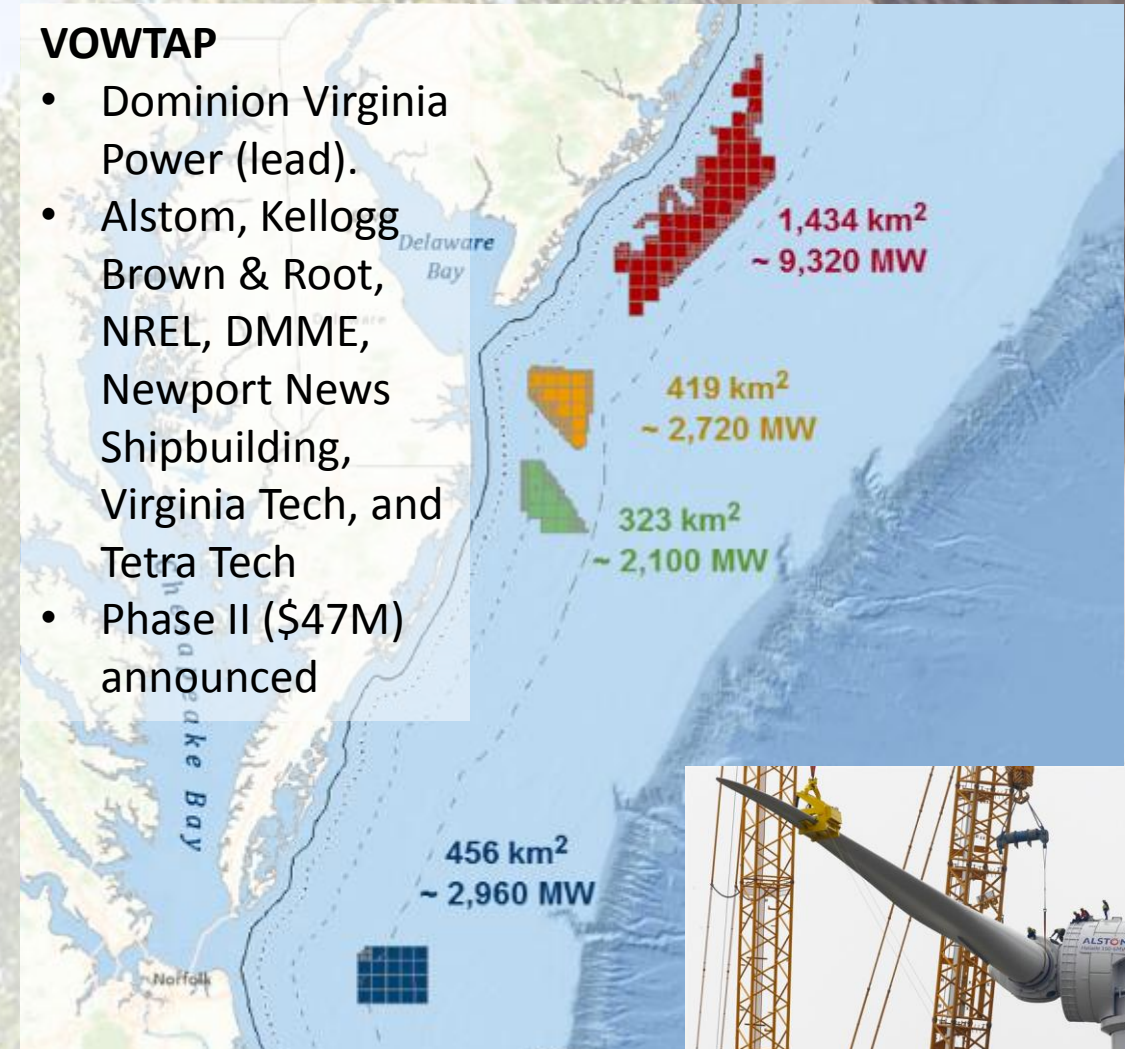 VOWTAP
• Dominion Virginia
Power (lead).
• Alstom, Kellogg
Brown & Root,
NREL, DMME,
Newport News
Shipbuilding,
Virginia Tech, and
Tetra Tech
• Phase II ($47M)
announced
Delaware
Bay
1,434 km²
~ 9,320 MW
419 km²
~ 2,720 MW
323 km²
~ 2,100 MW
Chesapeake Bay
456 km²
~ 2,960 MW
Norfolk
ALSTOM